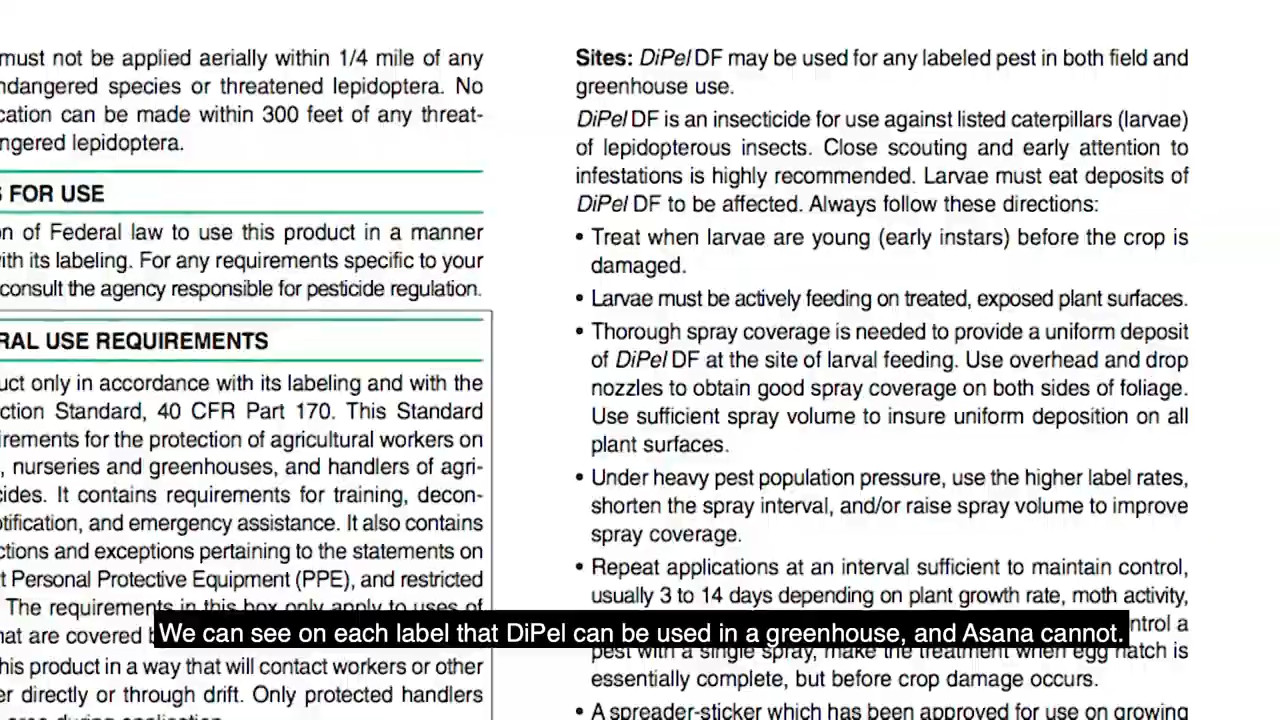 must not be applied aerially within 1/4 mile of any
ndangered species or threatened lepidoptera. No
cation can be made within 300 feet of any threat-
ngered lepidoptera.
S FOR USE
on of Federal law to use this product in a manner
with its labeling. For any requirements specific to your
consult the agency responsible for pesticide regulation.
RAL USE REQUIREMENTS
uct only in accordance with its labeling and with the
ction Standard, 40 CFR Part 170. This Standard
irements for the protection of agricultural workers on
, nurseries and greenhouses, and handlers of agri-
cides. It contains requirements for training, decon-
otification, and emergency assistance. It also contains
ctions and exceptions pertaining to the statements on
t Personal Protective Equipment (PPE), and restricted
The requirements in this box only apply to uses of
hat are covered b
his product in a way that will contact workers or other
er directly or through drift. Only protected handlers
area during application.
Sites: DiPel DF may be used for any labeled pest in both field and
greenhouse use.
DiPel DF is an insecticide for use against listed caterpillars (larvae)
of lepidopterous insects. Close scouting and early attention to
infestations is highly recommended. Larvae must eat deposits of
DiPel DF to be affected. Always follow these directions:
• Treat when larvae are young (early instars) before the crop is
damaged.
• Larvae must be actively feeding on treated, exposed plant surfaces.
• Thorough spray coverage is needed to provide a uniform deposit
of DiPel DF at the site of larval feeding. Use overhead and drop
nozzles to obtain good spray coverage on both sides of foliage.
Use sufficient spray volume to insure uniform deposition on all
plant surfaces.
• Under heavy pest population pressure, use the higher label rates,
shorten the spray interval, and/or raise spray volume to improve
spray coverage.
• Repeat applications at an interval sufficient to maintain control,
usually 3 to 14 days depending on plant growth rate, moth activity,
ntrol a
pest with a single spray, make the treatment when egg hatch is
essentially complete, but before crop damage occurs.
• A spreader-sticker which has been approved for use on growing
We can see on each label that DiPel can be used in a greenhouse, and Asana cannot.